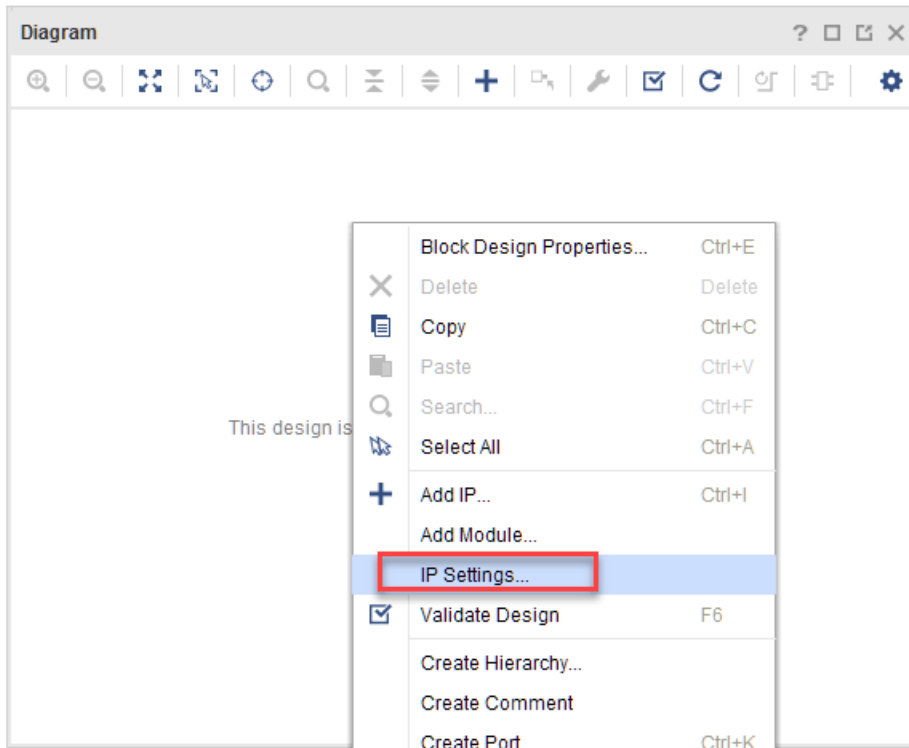 Diagram
?
Block Design Properties... Ctrl+E
Delete Delete
Copy Ctrl+C
Paste Ctrl+V
Search... Ctrl+F
This design is
Select All Ctrl+A
Add IP... Ctrl+I
Add Module...
IP Settings...
Validate Design F6
Create Hierarchy...
Create Comment
Create Port Ctrl+K